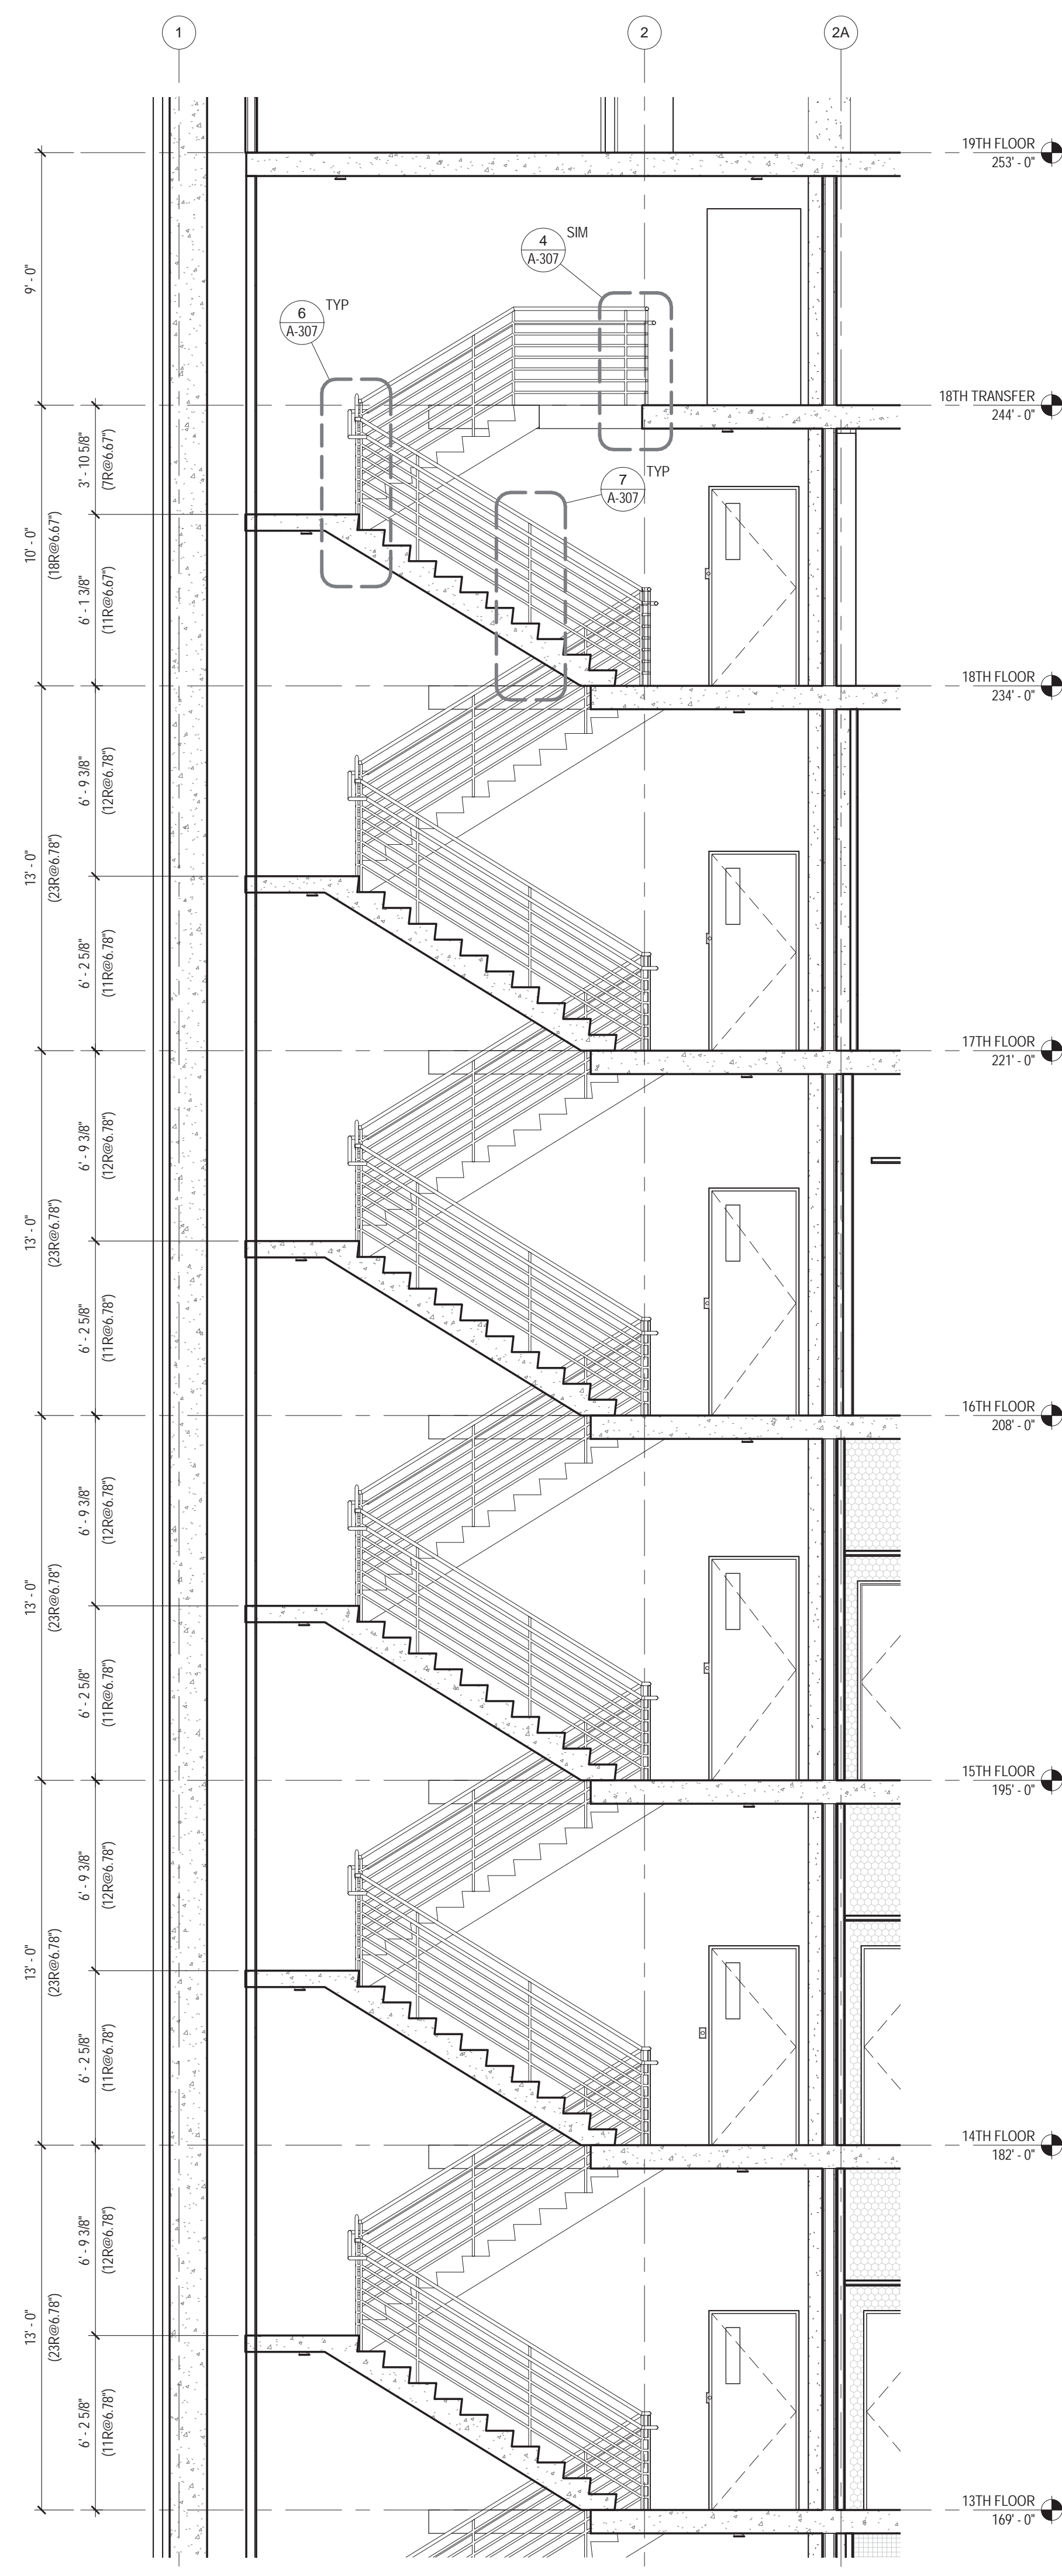 1
2
2A
19TH FLOOR
253' - 0"
9' - 0"
4
A-307
SIM
6
A-307
TYP
18TH TRANSFER
244' - 0"
3' - 10 5/8"
(7R@6.67")
7
A-307
TYP
10' - 0"
(18R@6.67")
6' - 1 3/8"
(11R@6.67")
18TH FLOOR
234' - 0"
6' - 9 3/8"
(12R@6.78")
13' - 0"
(23R@6.78")
6' - 2 5/8"
(11R@6.78")
17TH FLOOR
221' - 0"
6' - 9 3/8"
(12R@6.78")
13' - 0"
(23R@6.78")
6' - 2 5/8"
(11R@6.78")
16TH FLOOR
208' - 0"
6' - 9 3/8"
(12R@6.78")
13' - 0"
(23R@6.78")
6' - 2 5/8"
(11R@6.78")
15TH FLOOR
195' - 0"
6' - 9 3/8"
(12R@6.78")
13' - 0"
(23R@6.78")
6' - 2 5/8"
(11R@6.78")
14TH FLOOR
182' - 0"
6' - 9 3/8"
(12R@6.78")
13' - 0"
(23R@6.78")
6' - 2 5/8"
(11R@6.78")
13TH FLOOR
169' - 0"